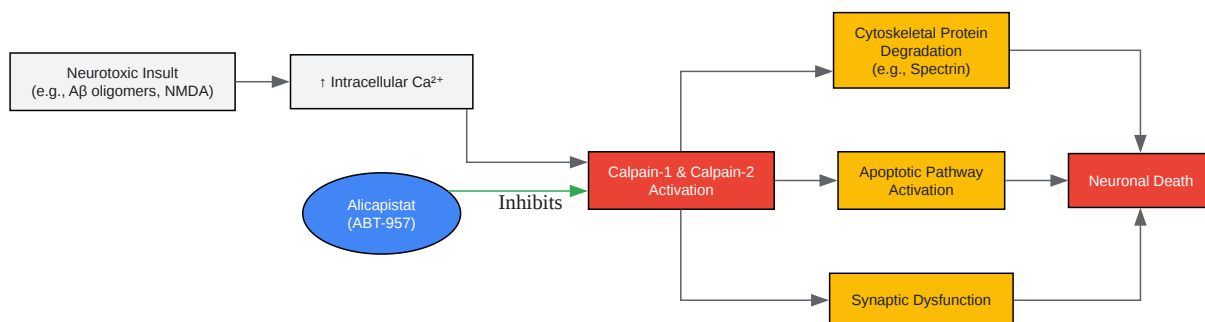 Neurotoxic Insult
(e.g., Aβ oligomers, NMDA)
↑ Intracellular Ca²⁺
Alicapistat
(ABT-957)
Inhibits
Calpain-1 & Calpain-2
Activation
Cytoskeletal Protein
Degradation
(e.g., Spectrin)
Apoptotic Pathway
Activation
Synaptic Dysfunction
Neuronal Death